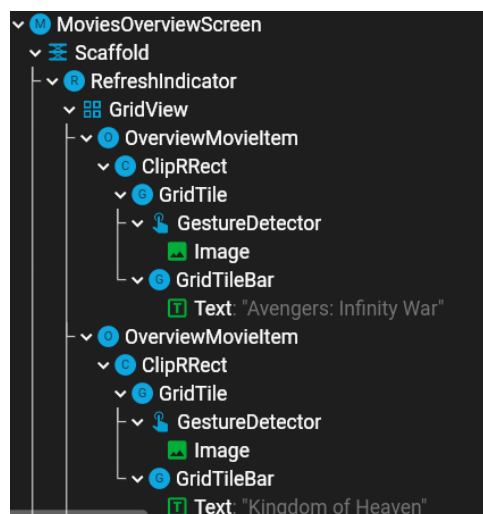 M MoviesOverviewScreen
Scaffold
R RefreshIndicator
GridView
O OverviewMovieItem
C ClipRRect
G GridTile
GestureDetector
Image
G GridTileBar
T Text: "Avengers: Infinity War"
O OverviewMovieItem
C ClipRRect
G GridTile
GestureDetector
Image
G GridTileBar
T Text: "Kingdom of Heaven"